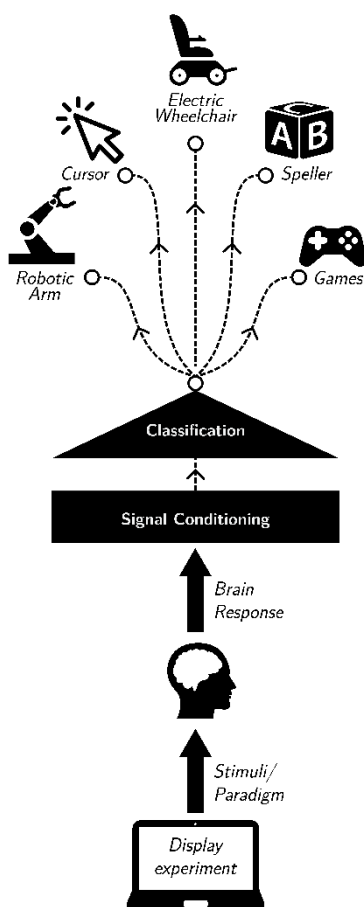 Electric
Wheelchair
Cursor
C
A B
Speller
Robotic
Arm
Games
Classification
Signal Conditioning
Brain
Response
Stimuli/
Paradigm
Display
experiment